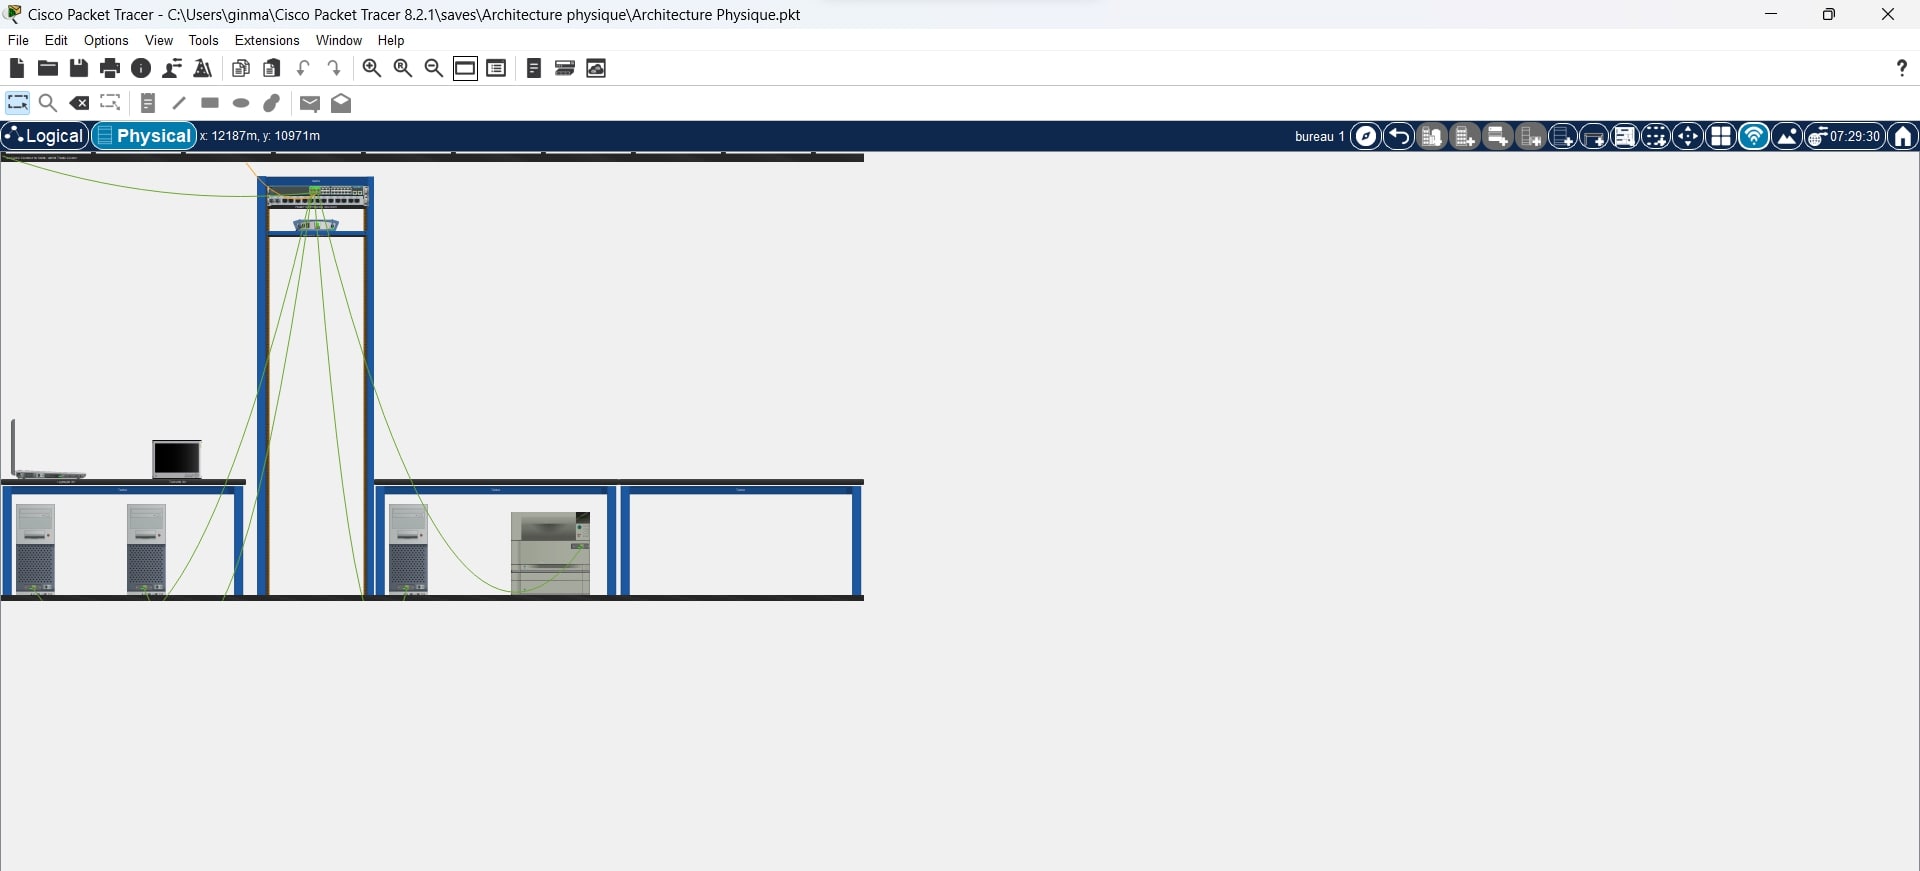 Cisco Packet Tracer - C:\Users\ginma\Cisco Packet Tracer 8.2.1\saves\Architecture physique\Architecture Physique.pkt
File Edit Options View Tools Extensions Window Help
?
Logical Physical x: 12187m, y: 10971m bureau 1 07:29:30